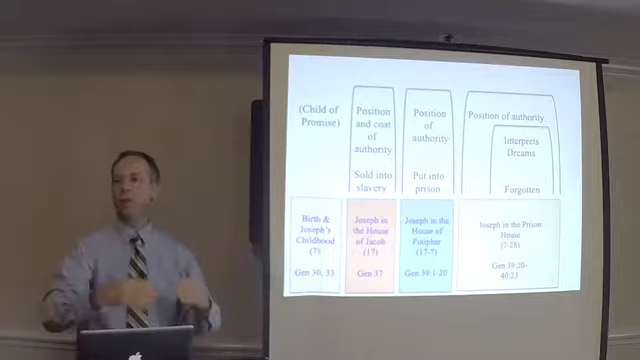 (Child of
Promise)
Position
and coat
of
authority
Sold into
slavery
Position
of
authority
Put into
prison
Position of authority
Interprets
Dreams
Forgotten
Birth &
Joseph's
Childhood
(?)
Gen 30, 33
Joseph in
the House
of Jacob
(17)
Gen 37
Joseph in the
House of
Potiphar
(17-?)
Gen 39:1-20
Joseph in the Prison
House
(?-28)
Gen 39:20-
40:23